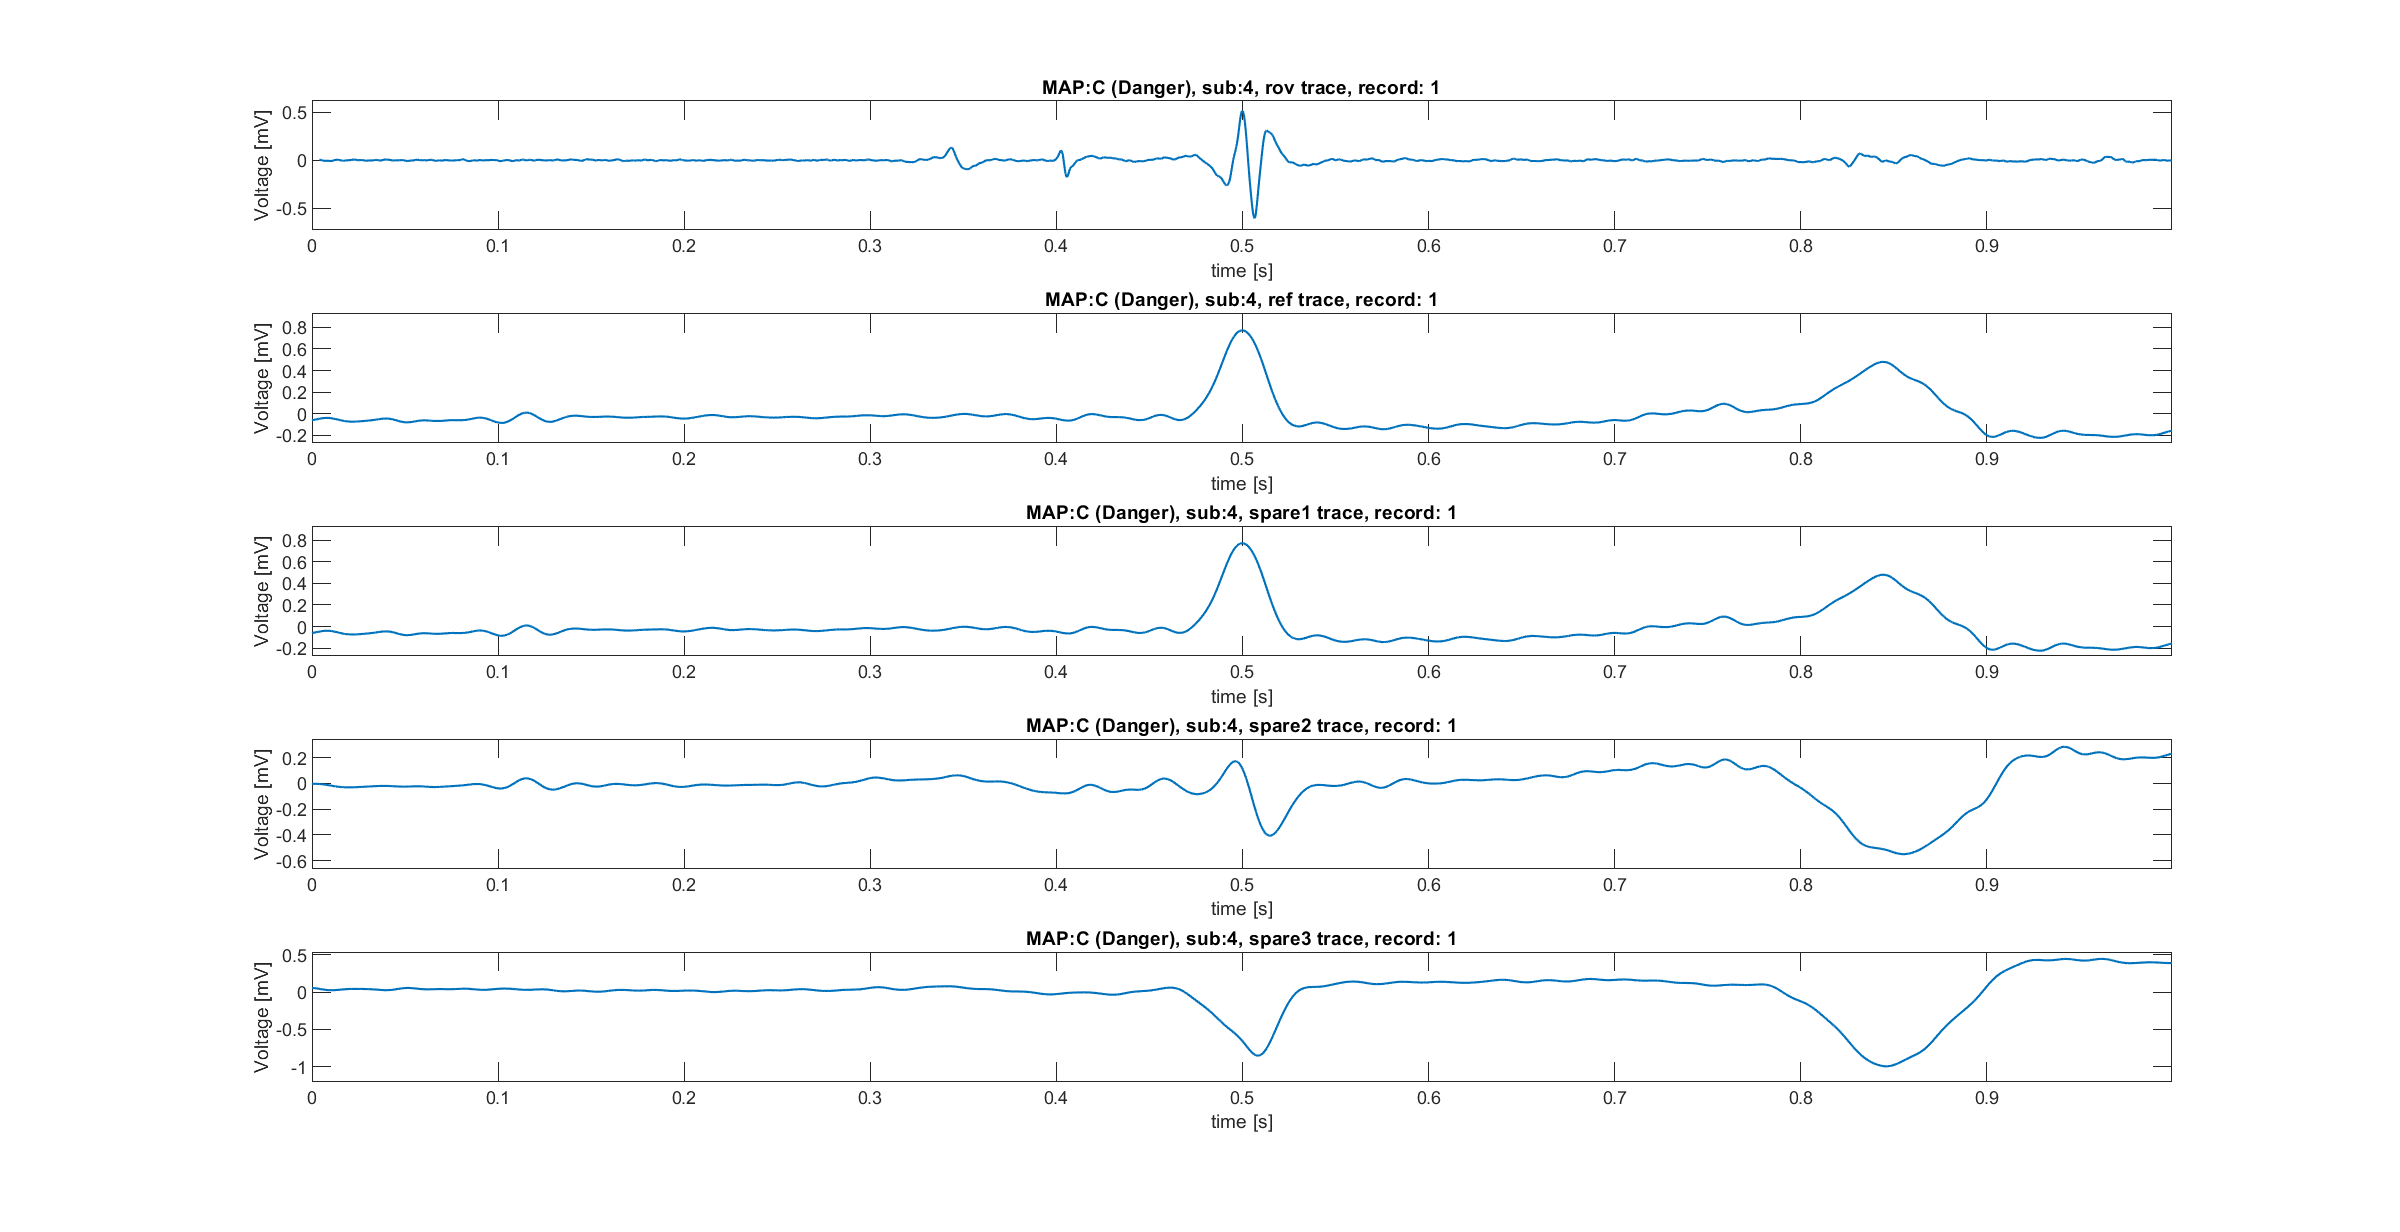 MAP:C (Danger), sub:4, rov trace, record: 1
Voltage [mV]
0.5
0
-0.5
0 0.1 0.2 0.3 0.4 0.5 0.6 0.7 0.8 0.9
time [s]
MAP:C (Danger), sub:4, ref trace, record: 1
Voltage [mV]
0.8
0.6
0.4
0.2
0
-0.2
0 0.1 0.2 0.3 0.4 0.5 0.6 0.7 0.8 0.9
time [s]
MAP:C (Danger), sub:4, spare1 trace, record: 1
Voltage [mV]
0.8
0.6
0.4
0.2
0
-0.2
0 0.1 0.2 0.3 0.4 0.5 0.6 0.7 0.8 0.9
time [s]
MAP:C (Danger), sub:4, spare2 trace, record: 1
Voltage [mV]
0.2
0
-0.2
-0.4
-0.6
0 0.1 0.2 0.3 0.4 0.5 0.6 0.7 0.8 0.9
time [s]
MAP:C (Danger), sub:4, spare3 trace, record: 1
Voltage [mV]
0.5
0
-0.5
-1
0 0.1 0.2 0.3 0.4 0.5 0.6 0.7 0.8 0.9
time [s]